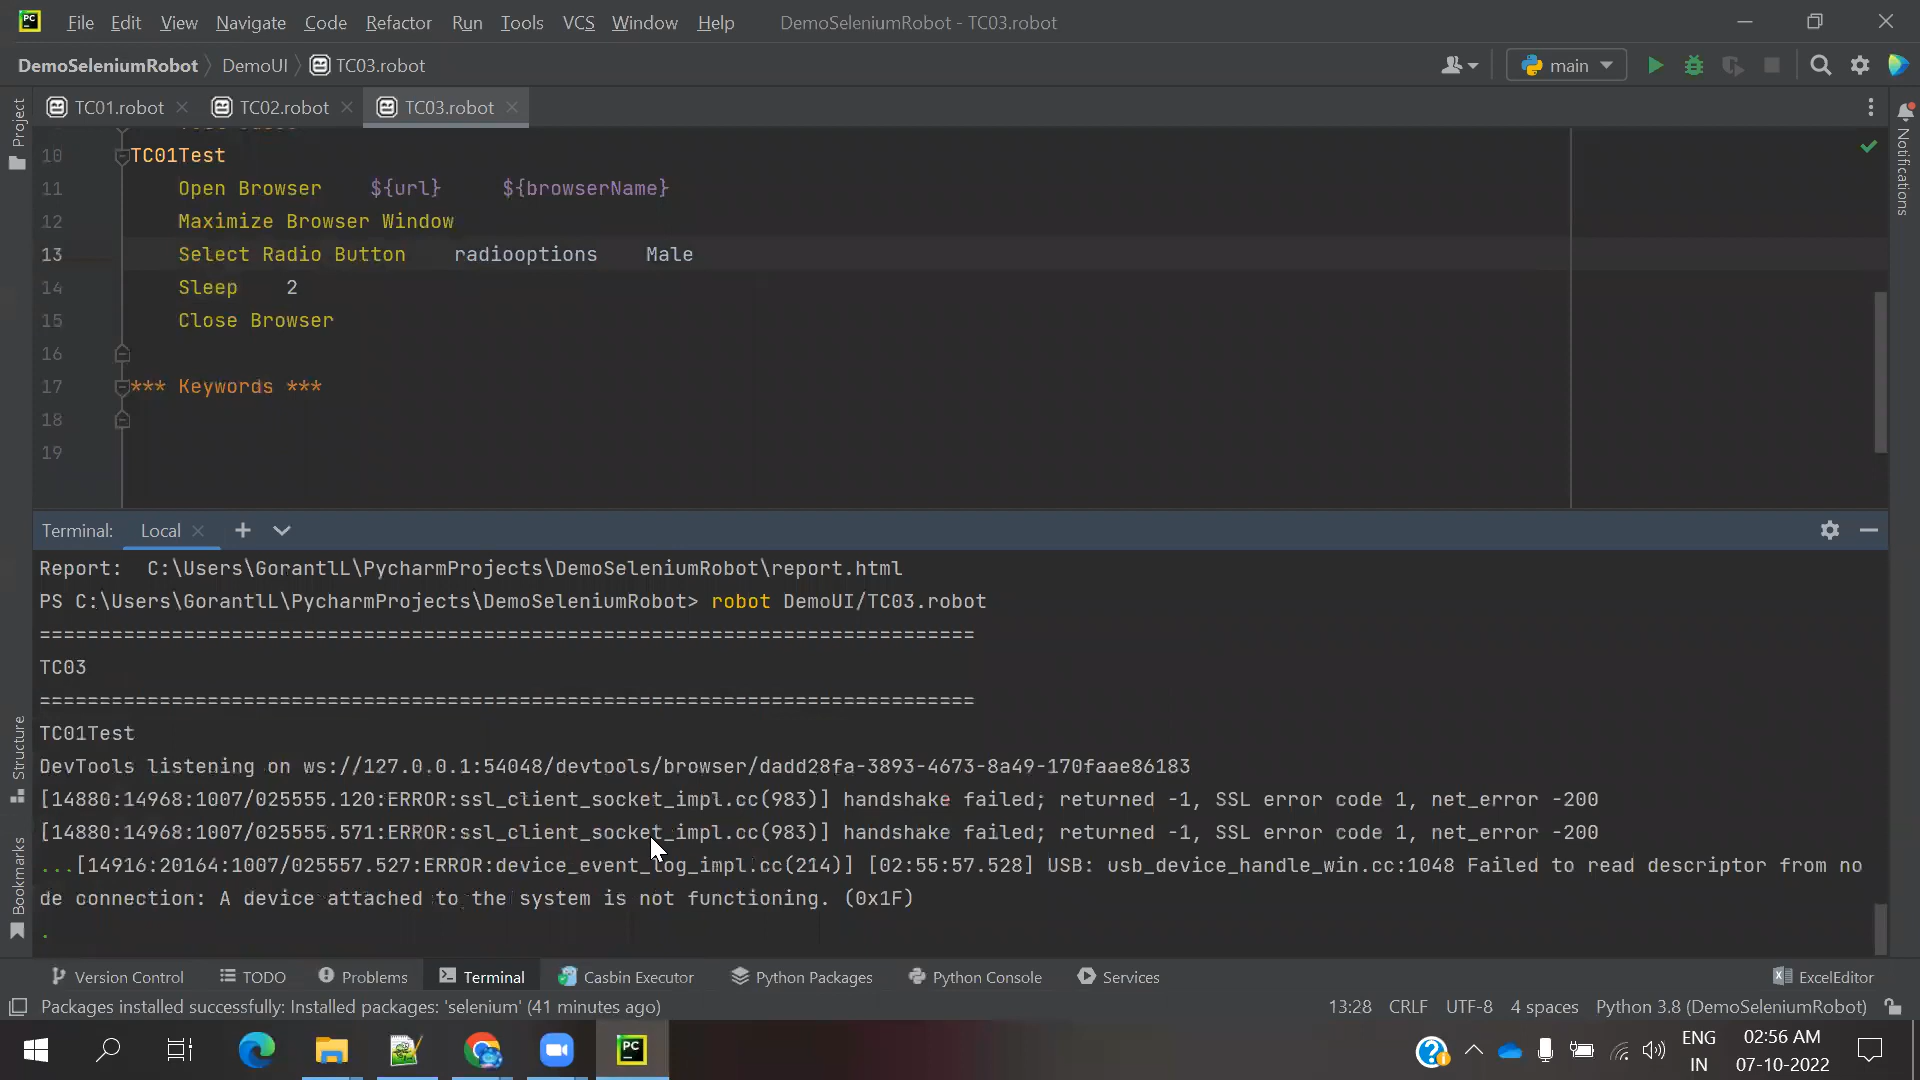 PC File Edit View Navigate Code Refactor Run Tools VCS Window Help DemoSeleniumRobot - TC03.robot
DemoSeleniumRobot DemoUI TC03.robot main
TC01.robot TC02.robot TC03.robot
Project
Notifications
10 TC01Test
11 Open Browser ${url} ${browserName}
12 Maximize Browser Window
13 Select Radio Button radiooptions Male
14 Sleep 2
15 Close Browser
16
17 *** Keywords ***
18
19
Terminal: Local
Report: C:\Users\GorantlL\PycharmProjects\DemoSeleniumRobot\report.html
PS C:\Users\GorantlL\PycharmProjects\DemoSeleniumRobot> robot DemoUI/TC03.robot
==============================================================================
TC03
==============================================================================
TC01Test
DevTools listening on ws://127.0.0.1:54048/devtools/browser/dadd28fa-3893-4673-8a49-170faae86183
[14880:14968:1007/025555.120:ERROR:ssl_client_socket_impl.cc(983)] handshake failed; returned -1, SSL error code 1, net_error -200
[14880:14968:1007/025555.571:ERROR:ssl_client_socket_impl.cc(983)] handshake failed; returned -1, SSL error code 1, net_error -200
...[14916:20164:1007/025557.527:ERROR:device_event_log_impl.cc(214)] [02:55:57.528] USB: usb_device_handle_win.cc:1048 Failed to read descriptor from no
de connection: A device attached to the system is not functioning. (0x1F)
.
Structure
Bookmarks
Version Control TODO Problems Terminal Casbin Executor Python Packages Python Console Services ExcelEditor
Packages installed successfully: Installed packages: 'selenium' (41 minutes ago) 13:28 CRLF UTF-8 4 spaces Python 3.8 (DemoSeleniumRobot)
PC ENG 02:56 AM
IN 07-10-2022